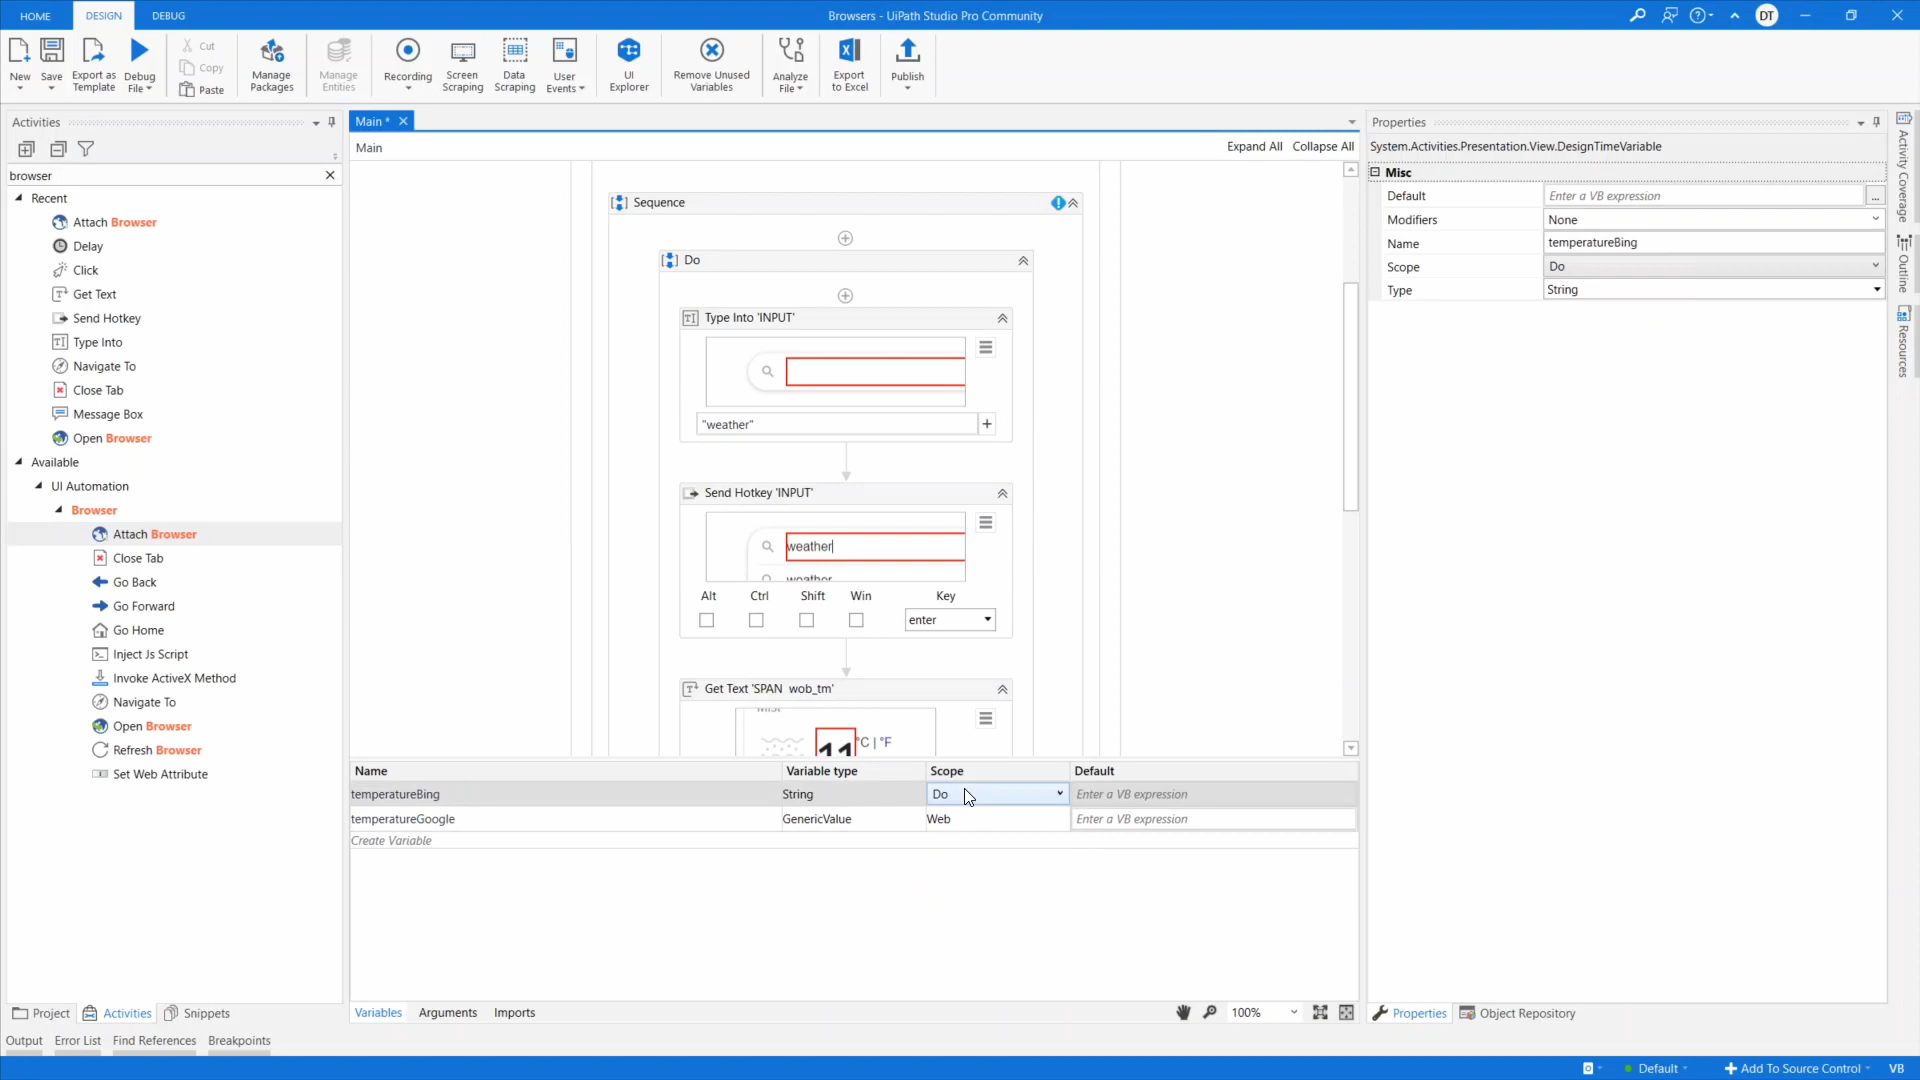 HOME
DESIGN
DEBUG
Browsers - UiPath Studio Pro Community
DT
New
Save
Export as Template
Debug File
Cut
Copy
Paste
Manage Packages
Manage Entities
Recording
Screen Scraping
Data Scraping
User Events
UI Explorer
Remove Unused Variables
Analyze File
Export to Excel
Publish
Activities
browser
Recent
Attach Browser
Delay
Click
Get Text
Send Hotkey
Type Into
Navigate To
Close Tab
Message Box
Open Browser
Available
UI Automation
Browser
Attach Browser
Close Tab
Go Back
Go Forward
Go Home
Inject Js Script
Invoke ActiveX Method
Navigate To
Open Browser
Refresh Browser
Set Web Attribute
Project
Activities
Snippets
Main *
Main
Expand All
Collapse All
Sequence
Do
Type Into 'INPUT'
"weather"
Send Hotkey 'INPUT'
weather
weather
Alt
Ctrl
Shift
Win
Key
enter
Get Text 'SPAN wob_tm'
Mist
11
°C | °F
Name
Variable type
Scope
Default
temperatureBing
String
Do
Enter a VB expression
temperatureGoogle
GenericValue
Web
Enter a VB expression
Create Variable
Variables
Arguments
Imports
100%
Properties
System.Activities.Presentation.View.DesignTimeVariable
Misc
Default
Enter a VB expression
...
Modifiers
None
Name
temperatureBing
Scope
Do
Type
String
Properties
Object Repository
Activity Coverage
Outline
Resources
Output
Error List
Find References
Breakpoints
Default
Add To Source Control
VB